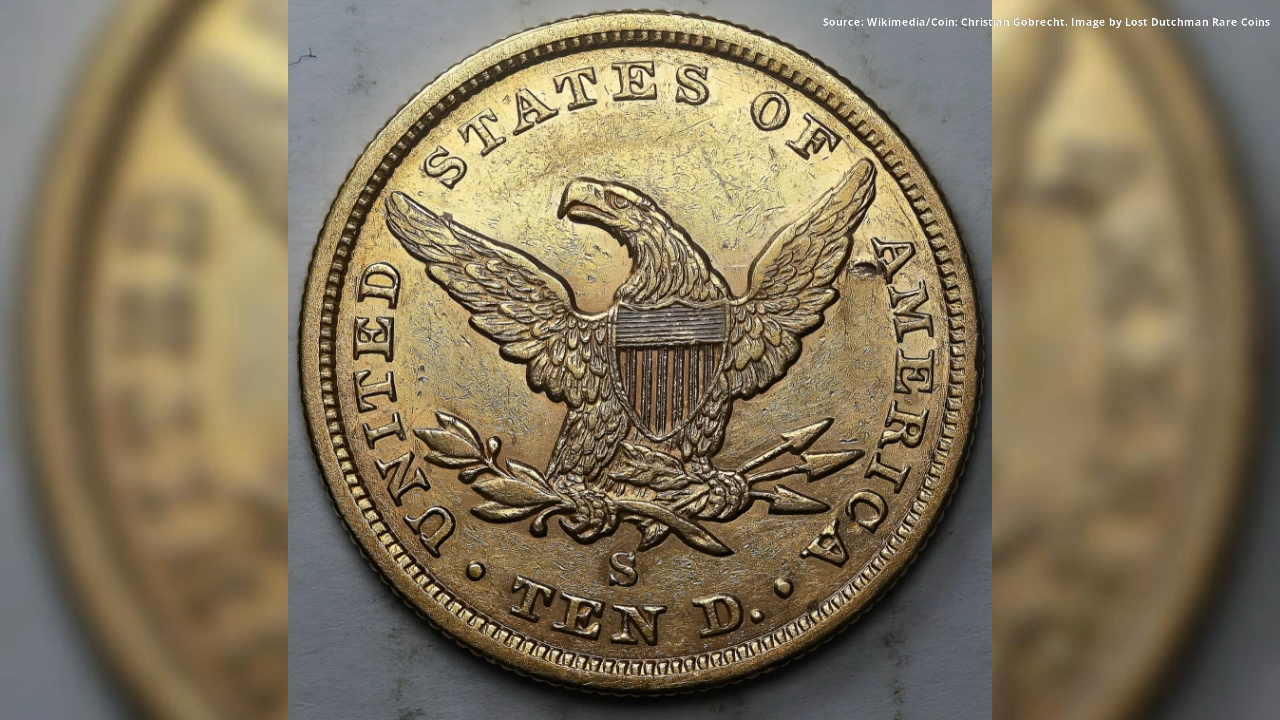 Source: Wikimedia/Coin: Christian Gobrecht. Image by Lost Dutchman Rare Coins
UNITED STATES OF AMERICA
S
· TEN D. ·